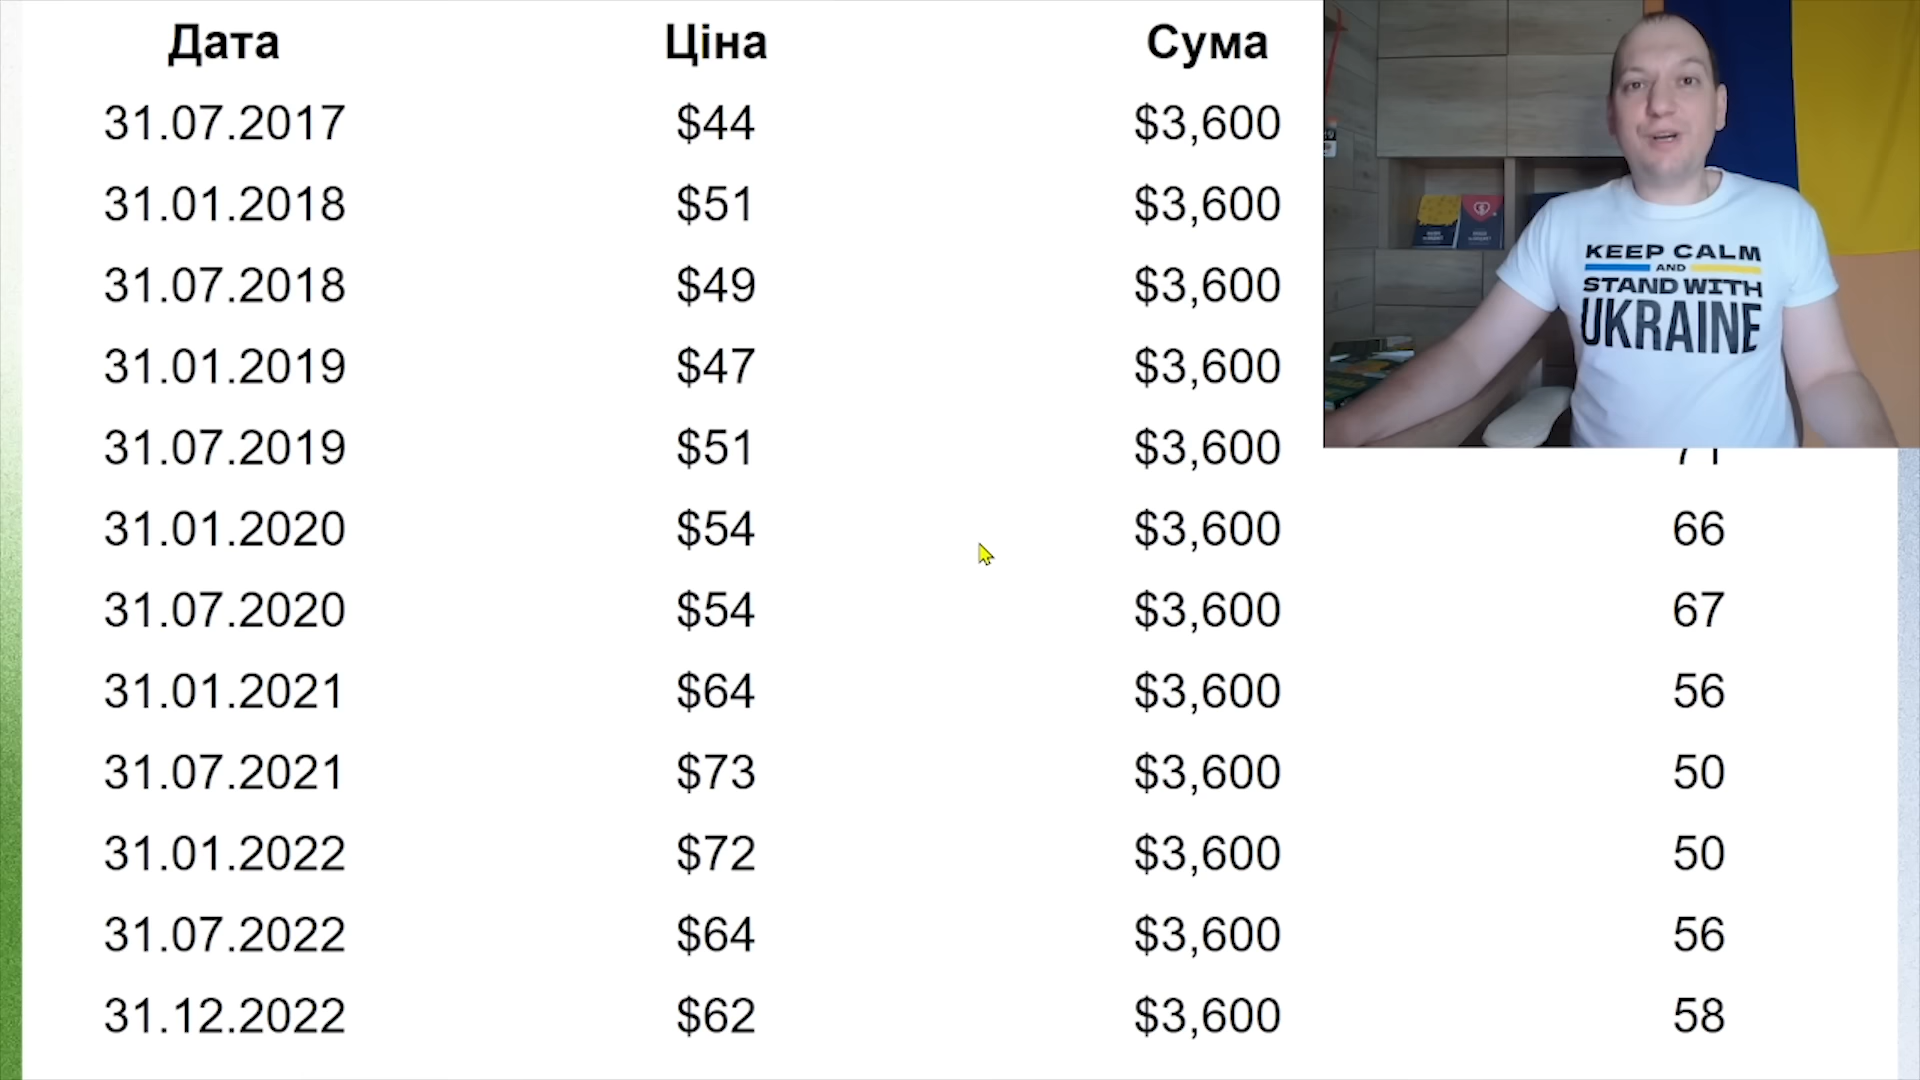 Дата Ціна Сума
31.07.2017 $44 $3,600
31.01.2018 $51 $3,600
31.07.2018 $49 $3,600
31.01.2019 $47 $3,600
31.07.2019 $51 $3,600
31.01.2020 $54 $3,600 66
31.07.2020 $54 $3,600 67
31.01.2021 $64 $3,600 56
31.07.2021 $73 $3,600 50
31.01.2022 $72 $3,600 50
31.07.2022 $64 $3,600 56
31.12.2022 $62 $3,600 58
KEEP CALM
AND
STAND WITH
UKRAINE